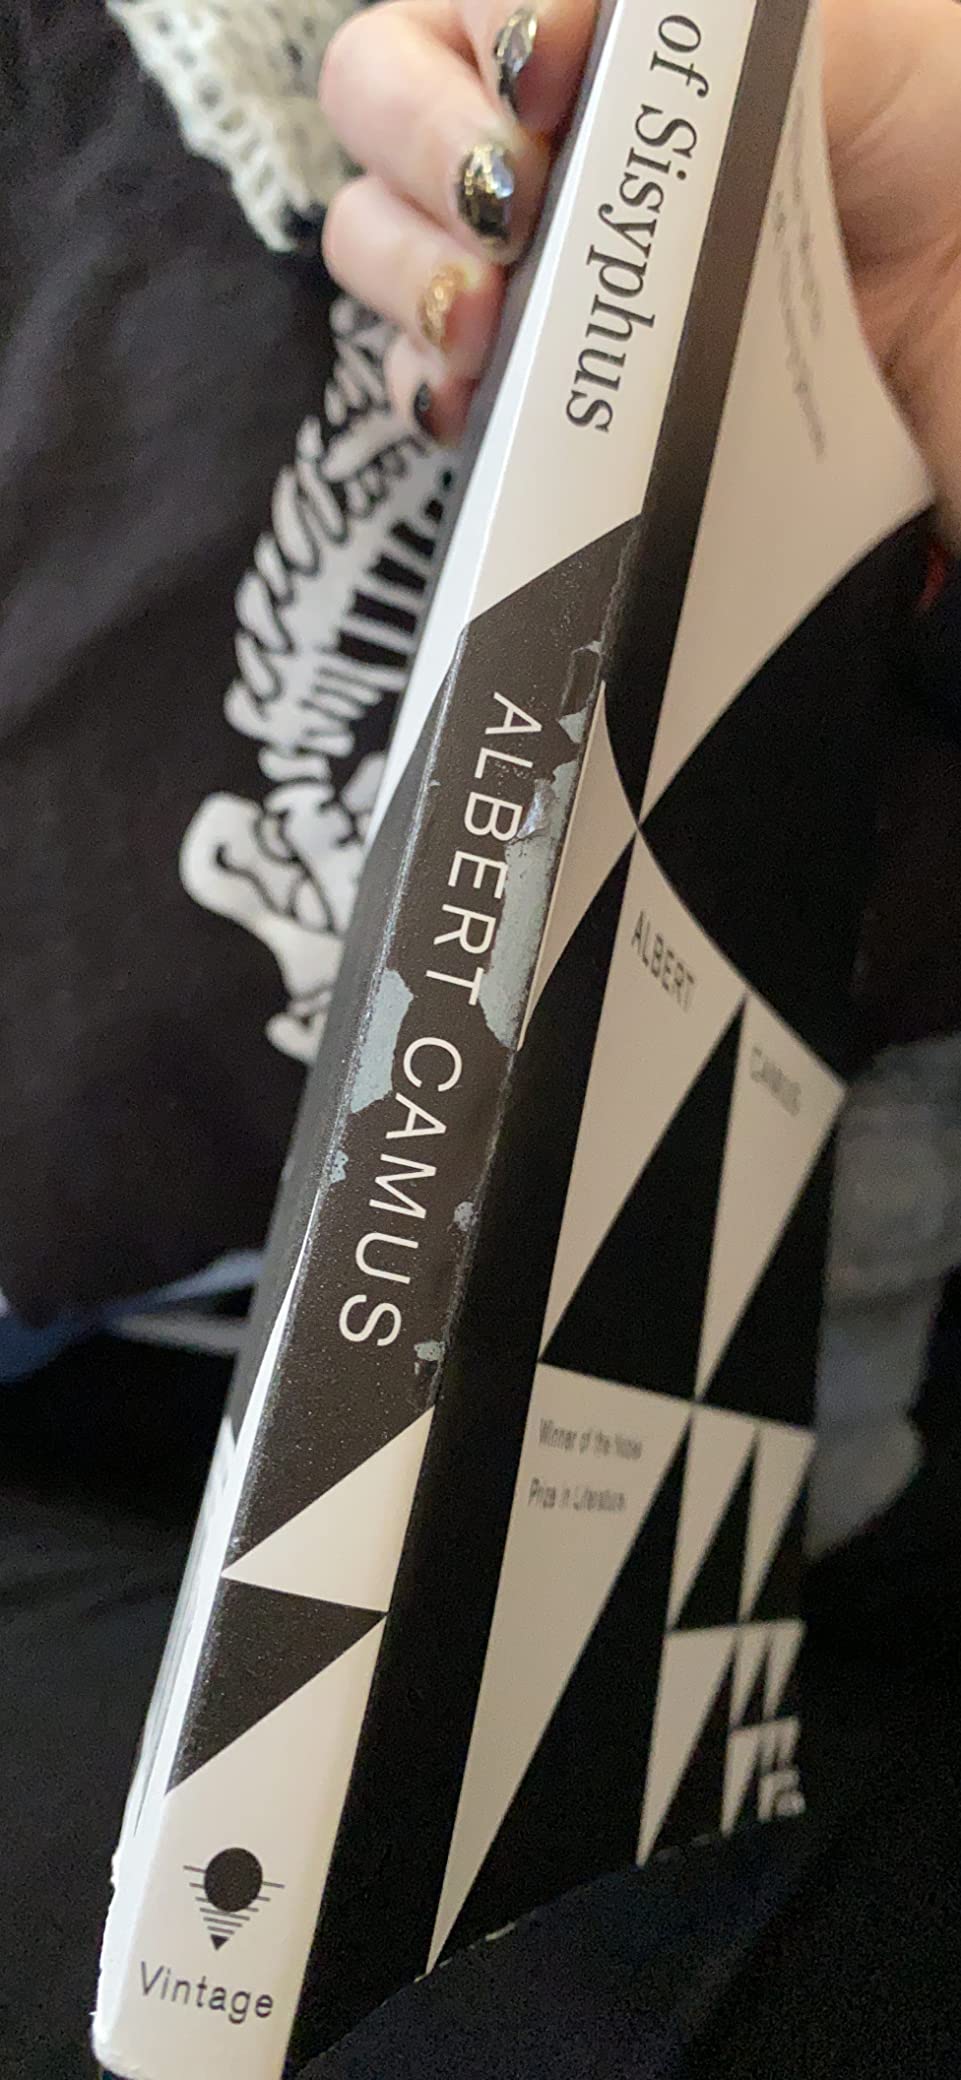 of Sisyphus
ALBERT CAMUS
Vintage
ALBERT
CAMUS
Winner of the Nobel
Prize in Literature